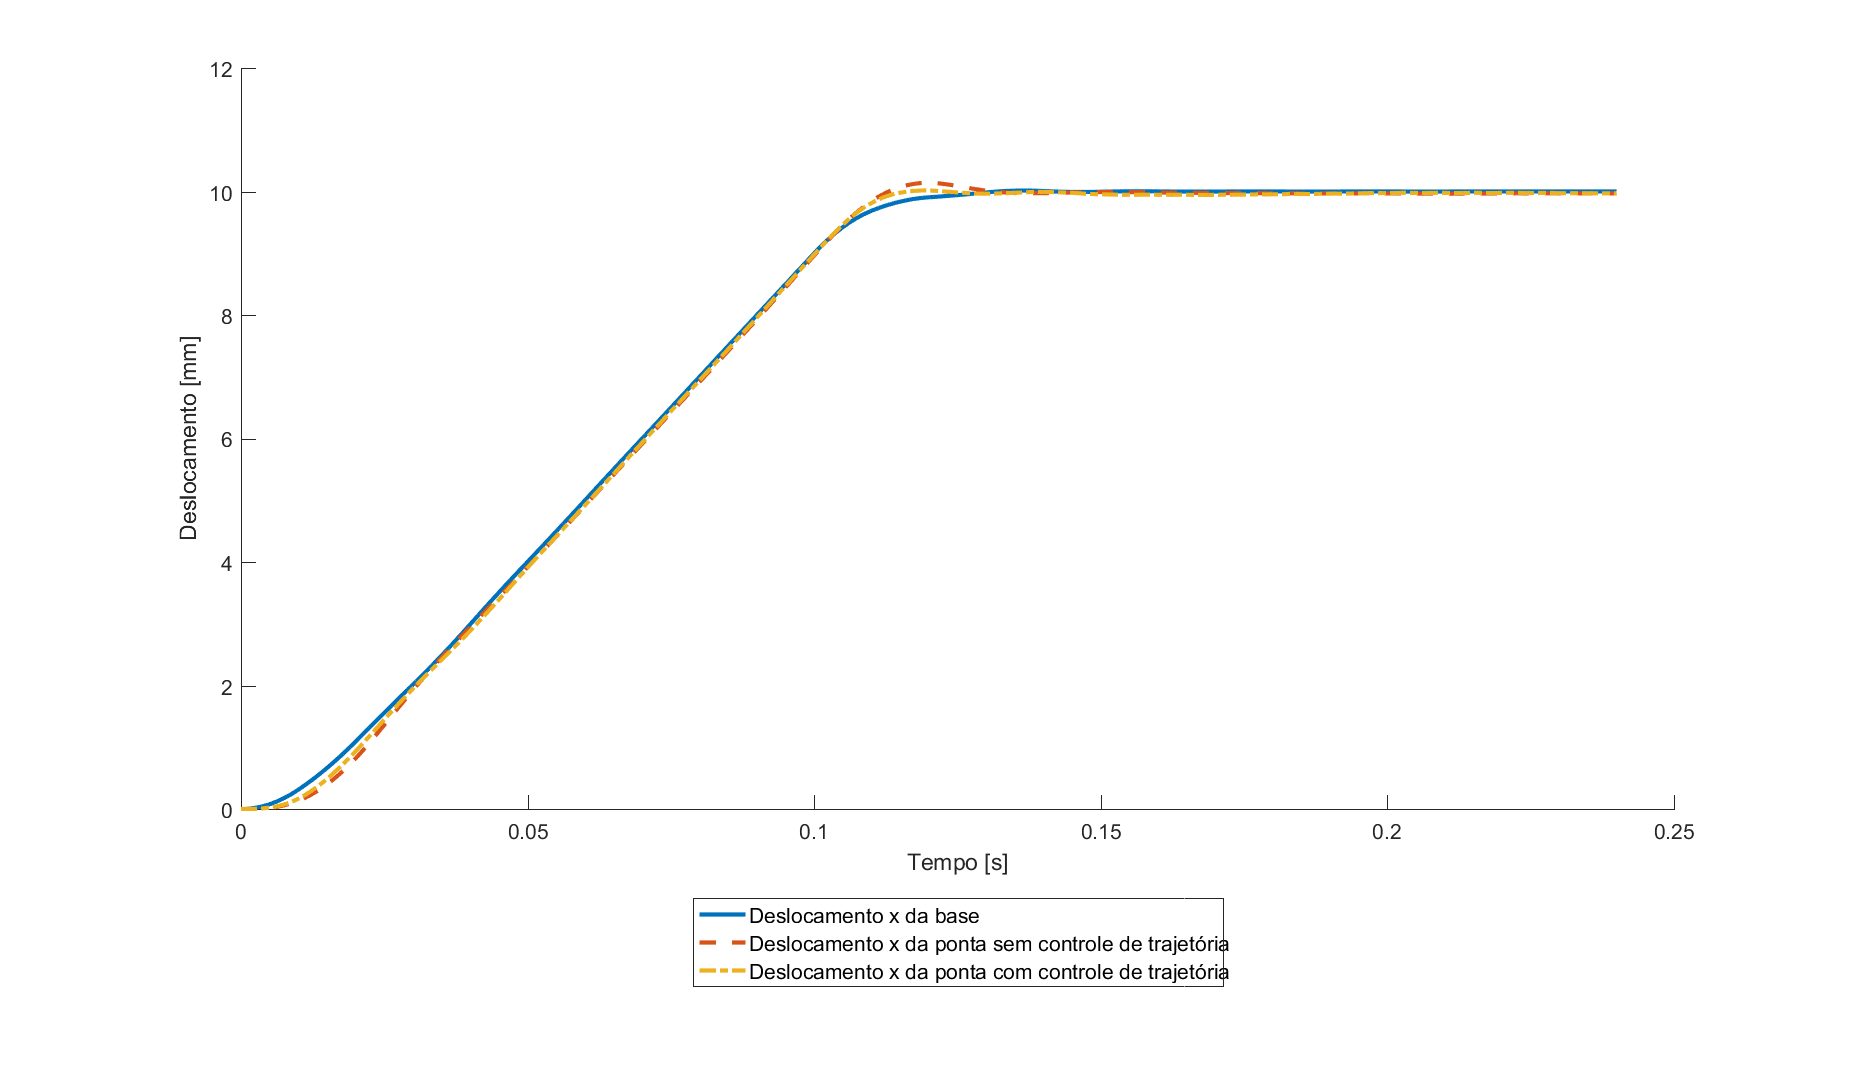 12
10
8
6
4
2
0
Deslocamento [mm]
0 0.05 0.1 0.15 0.2 0.25
Tempo [s]
Deslocamento x da base
Deslocamento x da ponta sem controle de trajetória
Deslocamento x da ponta com controle de trajetória